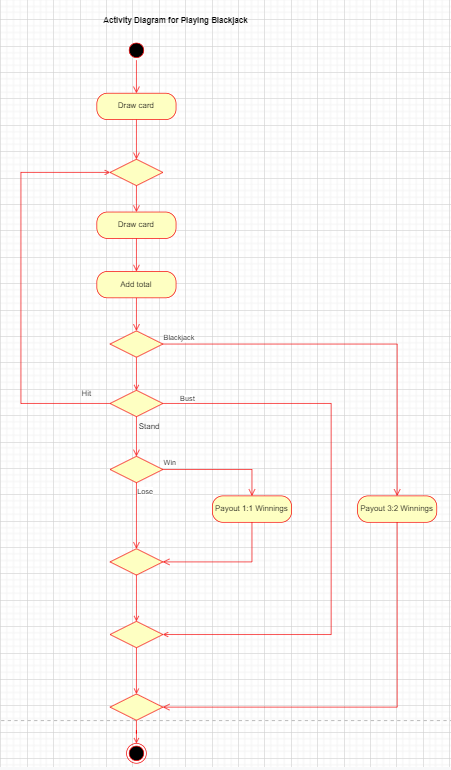 Activity Diagram for Playing Blackjack
Draw card
Draw card
Add total
Blackjack
Hit
Bust
Stand
Win
Lose
Payout 1:1 Winnings
Payout 3:2 Winnings